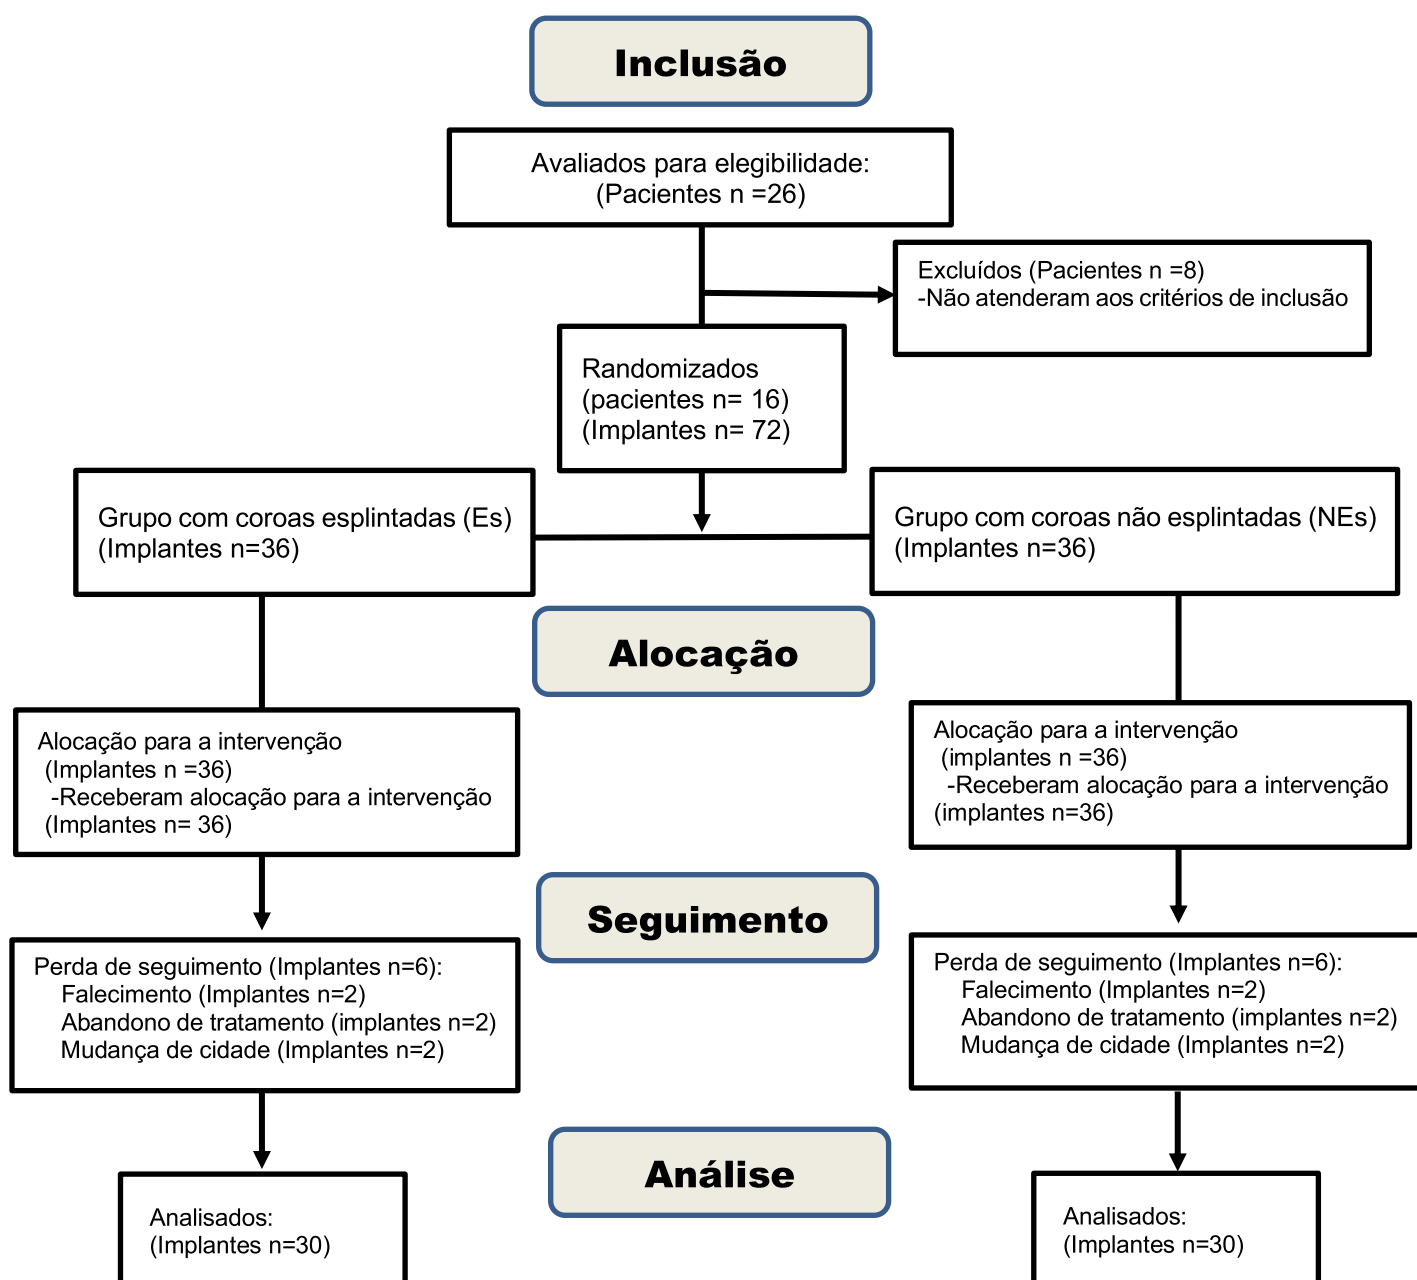 Inclusão
Avaliados para elegibilidade:
(Pacientes n =26)
Excluídos (Pacientes n =8)
-Não atenderam aos critérios de inclusão
Randomizados
(pacientes n= 16)
(Implantes n= 72)
Grupo com coroas esplintadas (Es)
(Implantes n=36)
Grupo com coroas não esplintadas (NEs)
(Implantes n=36)
Alocação
Alocação para a intervenção
(Implantes n =36)
-Receberam alocação para a intervenção
(Implantes n= 36)
Alocação para a intervenção
(implantes n =36)
-Receberam alocação para a intervenção
(implantes n=36)
Seguimento
Perda de seguimento (Implantes n=6):
Falecimento (Implantes n=2)
Abandono de tratamento (implantes n=2)
Mudança de cidade (Implantes n=2)
Perda de seguimento (Implantes n=6):
Falecimento (Implantes n=2)
Abandono de tratamento (implantes n=2)
Mudança de cidade (Implantes n=2)
Análise
Analisados:
(Implantes n=30)
Analisados:
(Implantes n=30)